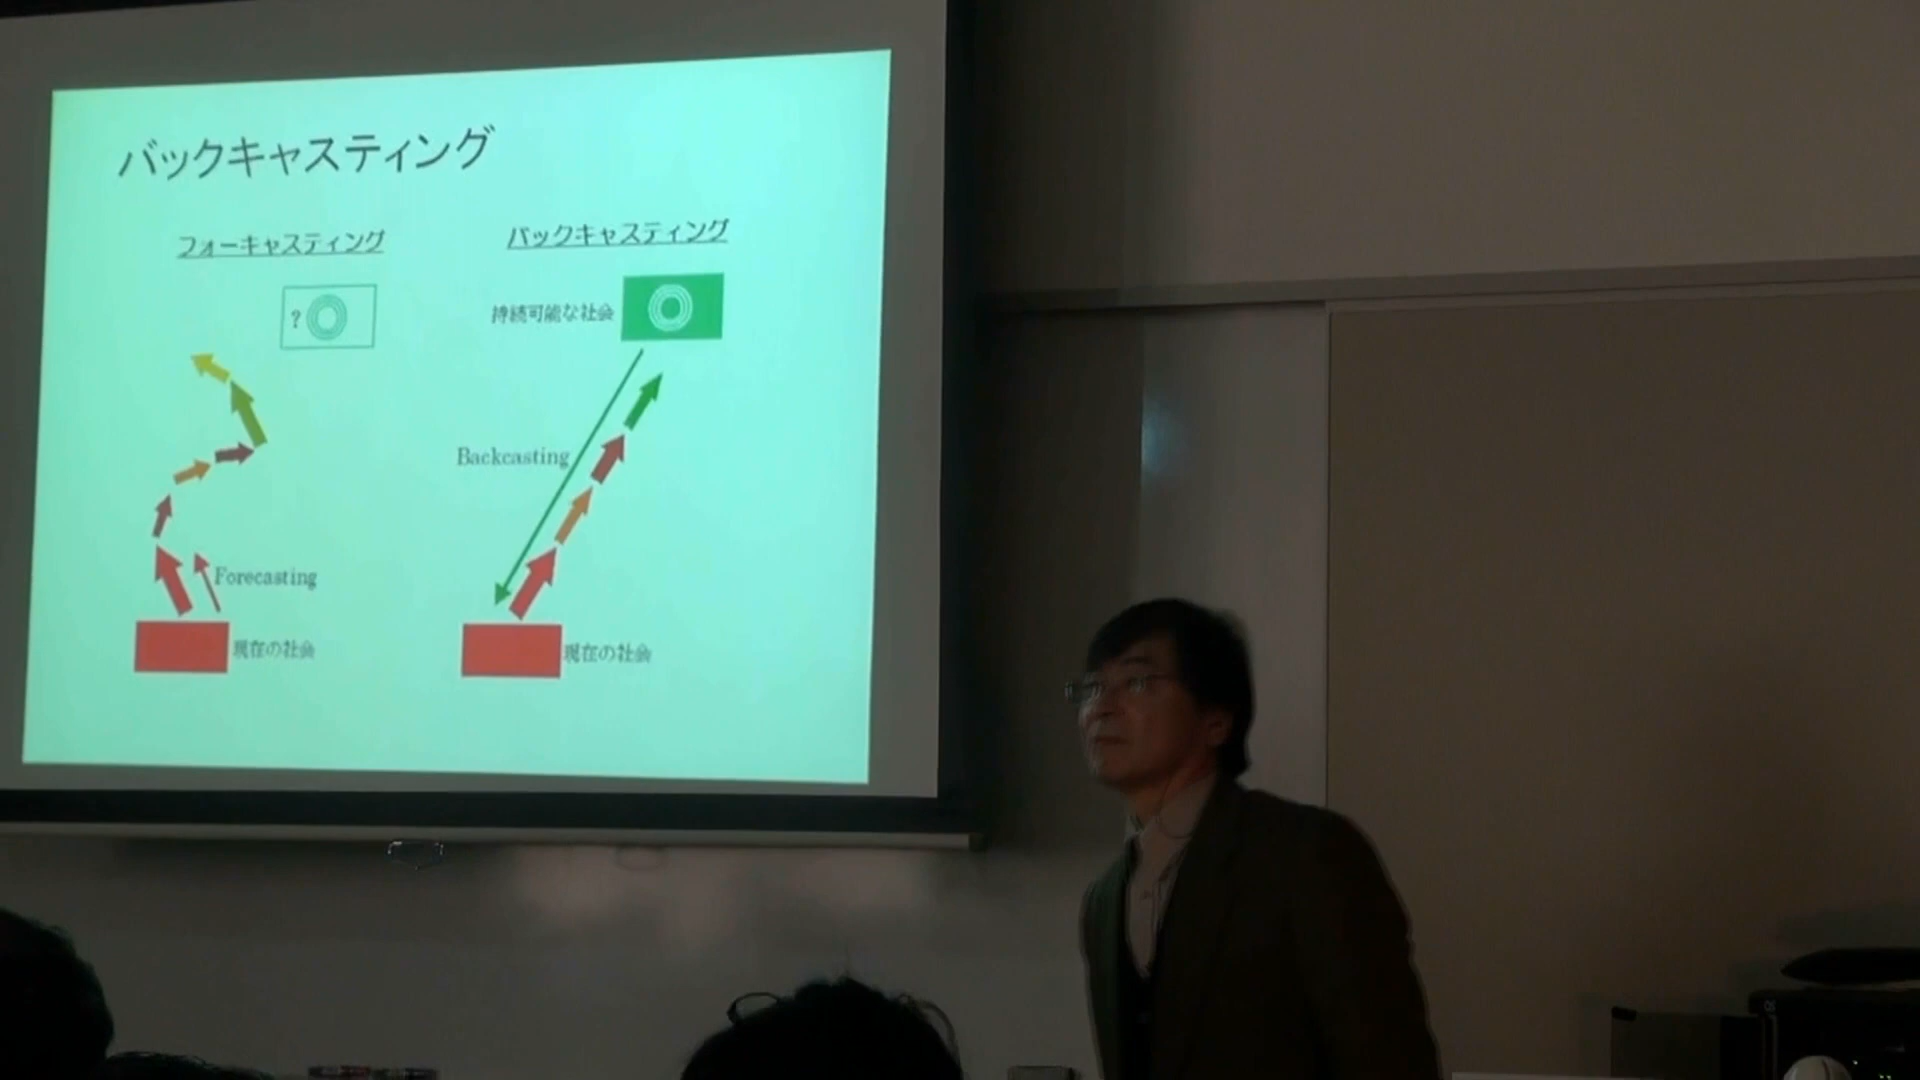 バックキャスティング
フォーキャスティング
バックキャスティング
?
持続可能な社会
Backcasting
Forecasting
現在の社会
現在の社会